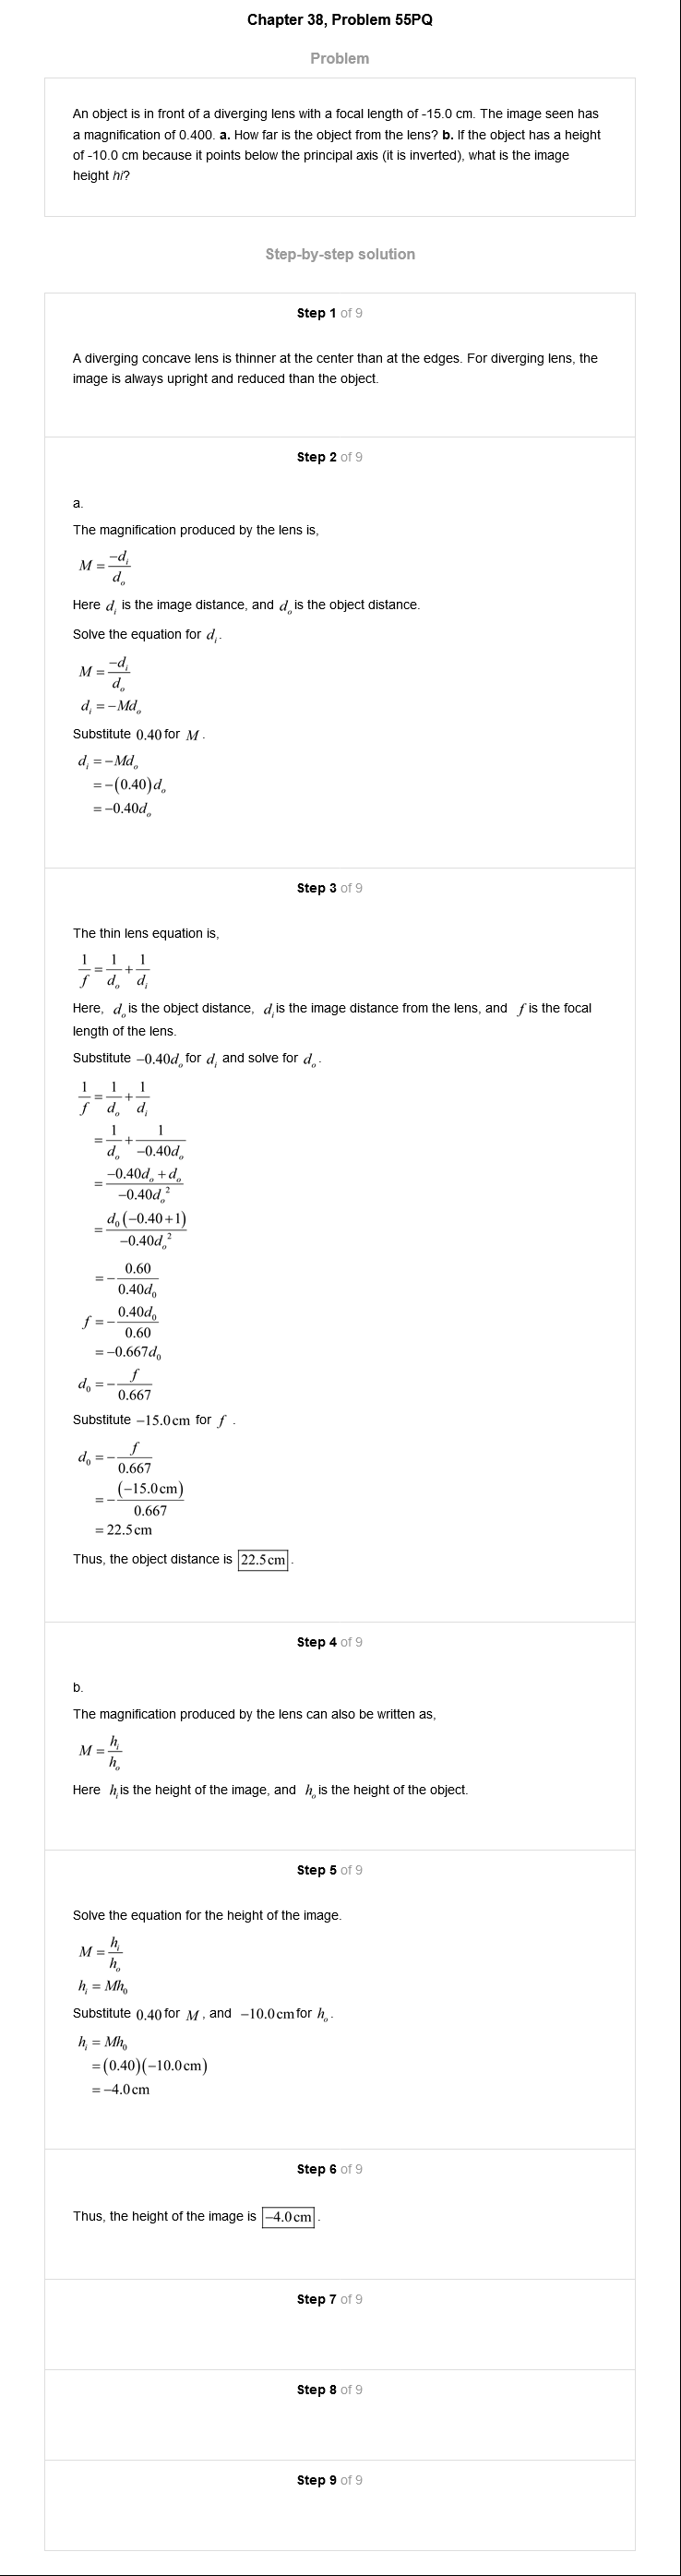 Chapter 38, Problem 55PQ
Problem
An object is in front of a diverging lens with a focal length of -15.0 cm. The image seen has
a magnification of 0.400. a. How far is the object from the lens? b. If the object has a height
of -10.0 cm because it points below the principal axis (it is inverted), what is the image
height hi?
Step-by-step solution
Step 1 of 9
A diverging concave lens is thinner at the center than at the edges. For diverging lens, the
image is always upright and reduced than the object.
Step 2 of 9
a.
The magnification produced by the lens is,
M = \frac{-d_i}{d_o}
Here d_i is the image distance, and d_o is the object distance.
Solve the equation for d_i.
M = \frac{-d_i}{d_o}
d_i = -Md_o
Substitute 0.40 for M.
d_i = -Md_o
= -(0.40)d_o
= -0.40d_o
Step 3 of 9
The thin lens equation is,
\frac{1}{f} = \frac{1}{d_o} + \frac{1}{d_i}
Here, d_o is the object distance, d_i is the image distance from the lens, and f is the focal
length of the lens.
Substitute -0.40d_o for d_i and solve for d_o.
\frac{1}{f} = \frac{1}{d_o} + \frac{1}{d_i}
= \frac{1}{d_o} + \frac{1}{-0.40d_o}
= \frac{-0.40d_o + d_o}{-0.40d_o^2}
= \frac{d_0(-0.40+1)}{-0.40d_o^2}
= -\frac{0.60}{0.40d_0}
f = -\frac{0.40d_0}{0.60}
= -0.667d_0
d_0 = -\frac{f}{0.667}
Substitute -15.0 cm for f.
d_0 = -\frac{f}{0.667}
= -\frac{(-15.0 cm)}{0.667}
= 22.5 cm
Thus, the object distance is 22.5 cm.
Step 4 of 9
b.
The magnification produced by the lens can also be written as,
M = \frac{h_i}{h_o}
Here h_i is the height of the image, and h_o is the height of the object.
Step 5 of 9
Solve the equation for the height of the image.
M = \frac{h_i}{h_o}
h_i = Mh_0
Substitute 0.40 for M, and -10.0 cm for h_o.
h_i = Mh_0
= (0.40)(-10.0 cm)
= -4.0 cm
Step 6 of 9
Thus, the height of the image is -4.0 cm.
Step 7 of 9
Step 8 of 9
Step 9 of 9